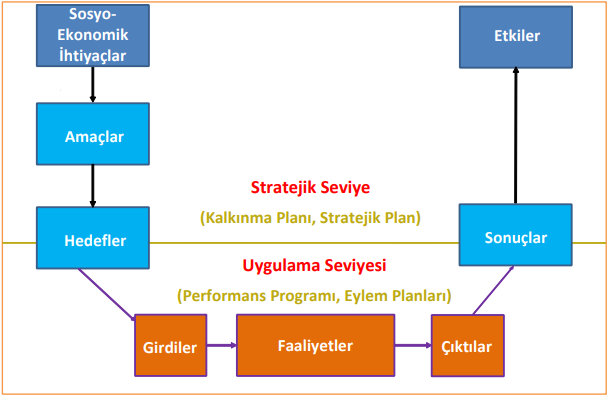 Sosyo-
Ekonomik
İhtiyaçlar
Etkiler
Amaçlar
Stratejik Seviye
(Kalkınma Planı, Stratejik Plan)
Hedefler
Sonuçlar
Uygulama Seviyesi
(Performans Programı, Eylem Planları)
Girdiler
Faaliyetler
Çıktılar